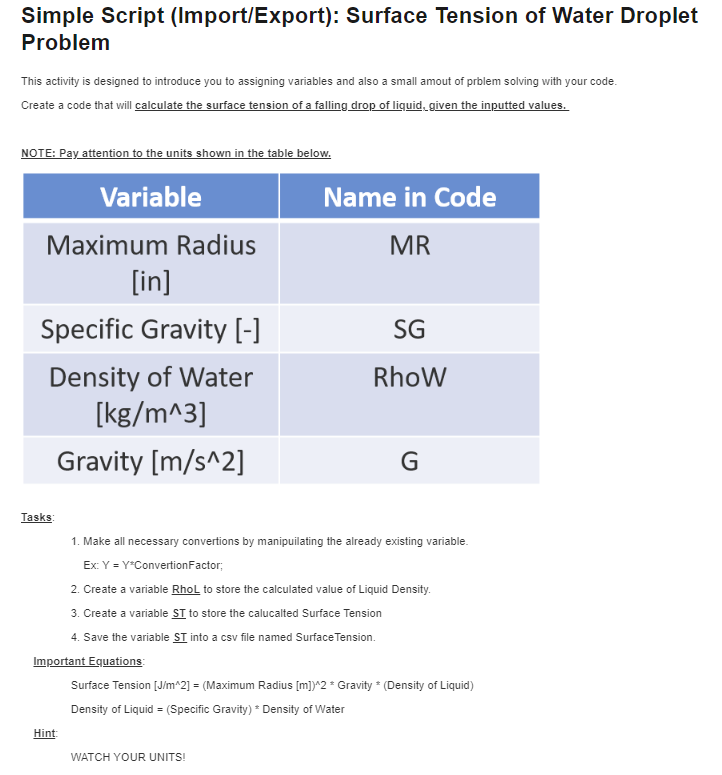 Simple Script (Import/Export): Surface Tension of Water Droplet
Problem
This activity is designed to introduce you to assigning variables and also a small amout of prblem solving with your code.
Create a code that will calculate the surface tension of a falling drop of liquid, given the inputted values.
NOTE: Pay attention to the units shown in the table below.
Variable Name in Code
Maximum Radius MR
[in]
Specific Gravity [-] SG
Density of Water RhoW
[kg/m^3]
Gravity [m/s^2] G
Tasks:
1. Make all necessary convertions by manipuilating the already existing variable.
Ex: Y = Y*ConvertionFactor;
2. Create a variable RhoL to store the calculated value of Liquid Density.
3. Create a variable ST to store the calucalted Surface Tension
4. Save the variable ST into a csv file named SurfaceTension.
Important Equations:
Surface Tension [J/m^2] = (Maximum Radius [m])^2 * Gravity * (Density of Liquid)
Density of Liquid = (Specific Gravity) * Density of Water
Hint:
WATCH YOUR UNITS!